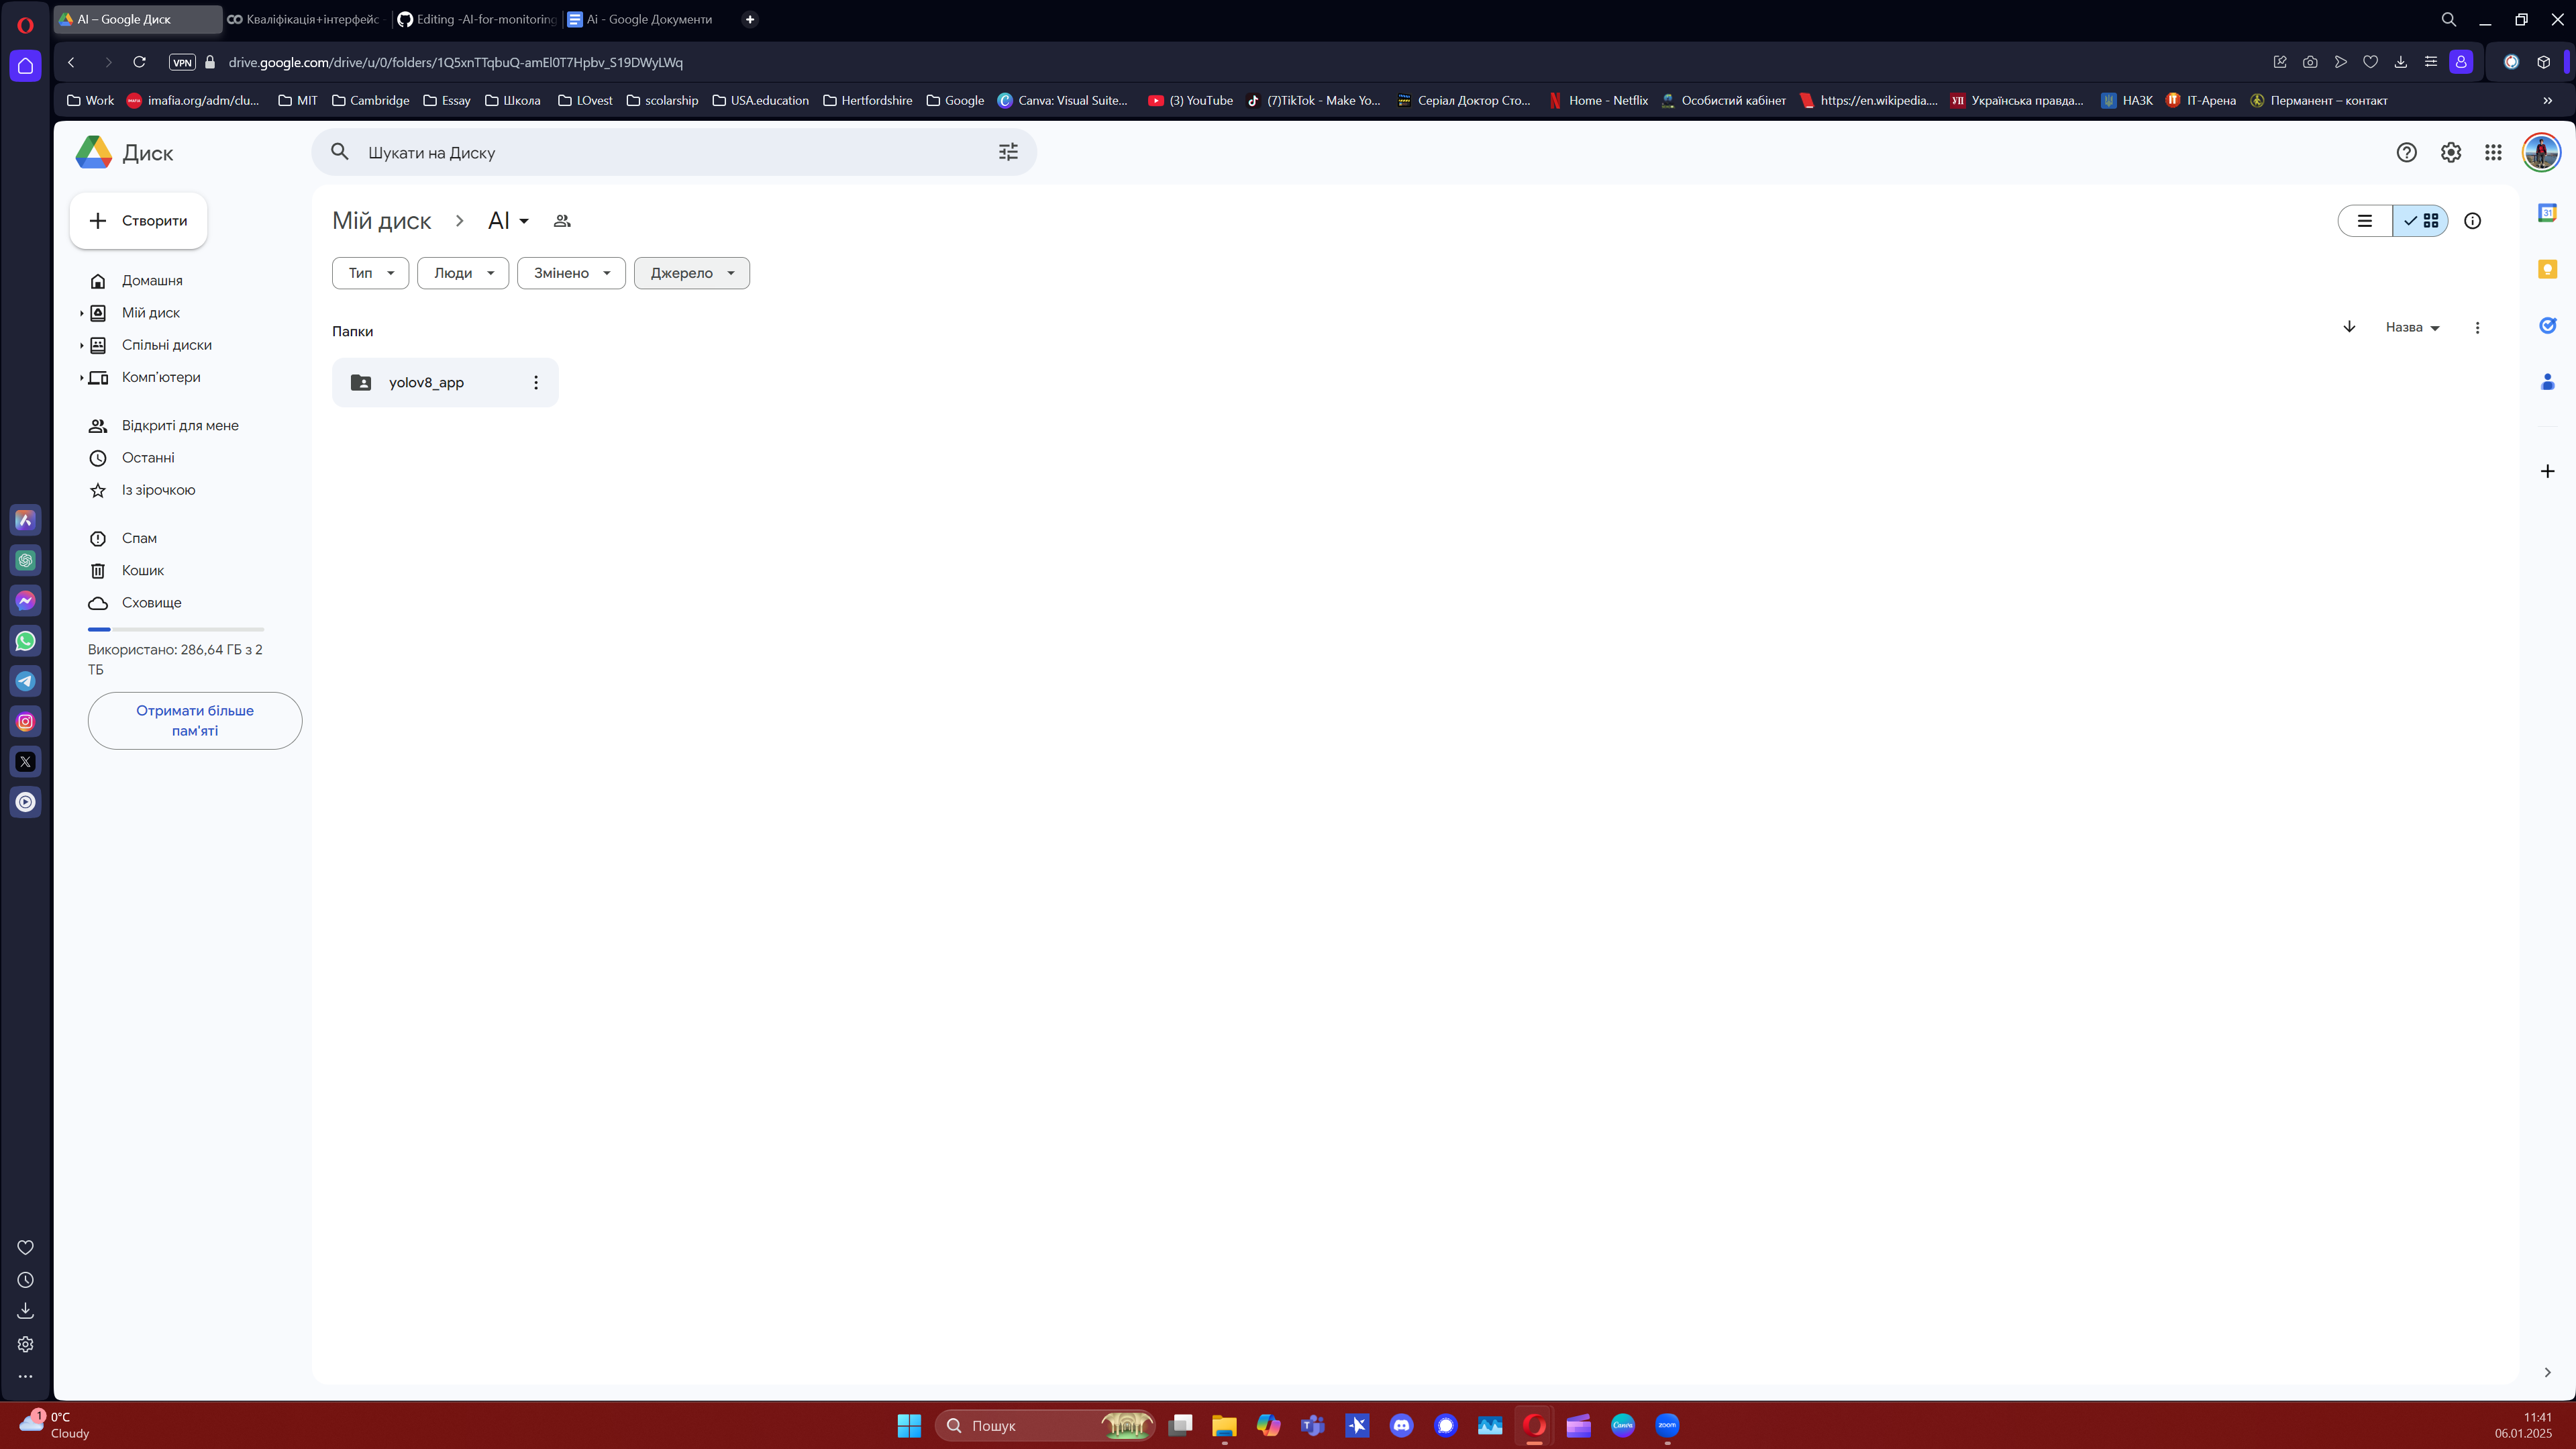 AI – Google Диск
Кваліфікація+інтерфейс
Editing -AI-for-monitoring
Ai - Google Документи
VPN
drive.google.com/drive/u/0/folders/1Q5xnTTqbuQ-amEl0T7Hpbv_S19DWyLWq
Work
imafia.org/adm/clu...
MIT
Cambridge
Essay
Школа
LOvest
scolarship
USA.education
Hertfordshire
Google
Canva: Visual Suite...
(3) YouTube
(7)TikTok - Make Yo...
Серіал Доктор Сто...
Home - Netflix
Особистий кабінет
https://en.wikipedia....
Українська правда...
НАЗК
ІТ-Арена
Перманент – контакт
Диск
Шукати на Диску
Створити
Мій диск
AI
Тип
Люди
Змінено
Джерело
Домашня
Мій диск
Спільні диски
Комп'ютери
Папки
Назва
yolov8_app
Відкриті для мене
Останні
Із зірочкою
Спам
Кошик
Сховище
Використано: 286,64 ГБ з 2
ТБ
Отримати більше
пам'яті
31
1
0°C
Cloudy
Пошук
Canva
zoom
11:41
06.01.2025